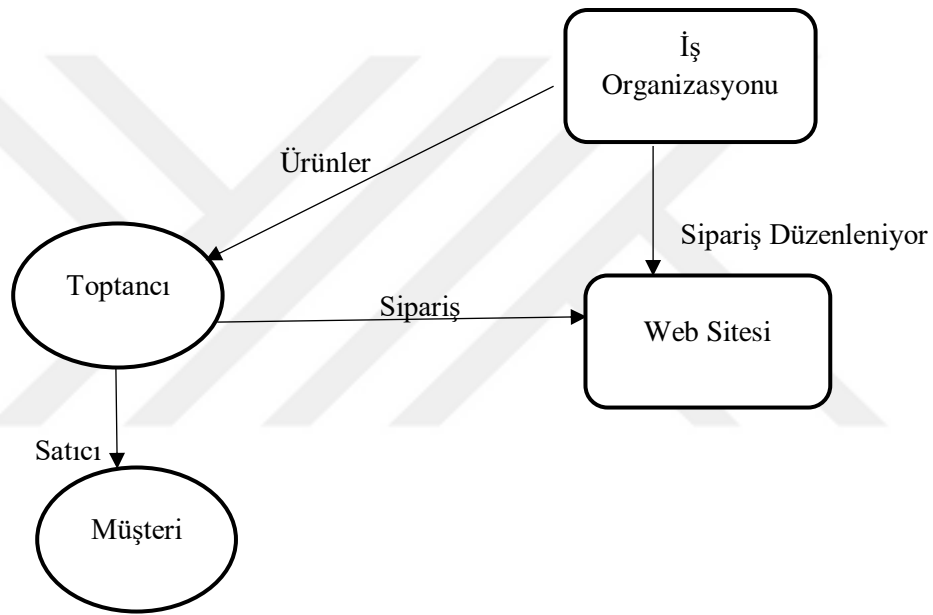 İş
Organizasyonu
Ürünler
Sipariş Düzenleniyor
Toptancı
Sipariş
Web Sitesi
Satıcı
Müşteri